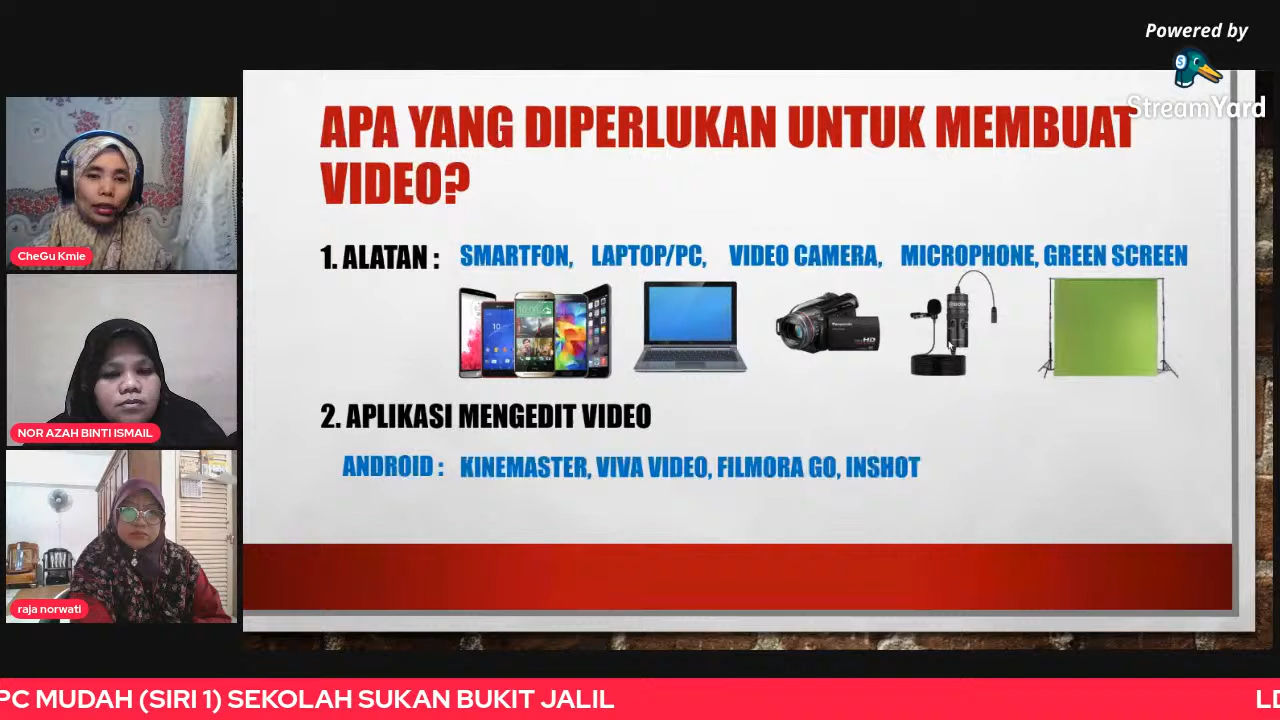 Powered by
StreamYard
APA YANG DIPERLUKAN UNTUK MEMBUAT
VIDEO?
1. ALATAN : SMARTFON, LAPTOP/PC, VIDEO CAMERA, MICROPHONE, GREEN SCREEN
2. APLIKASI MENGEDIT VIDEO
ANDROID : KINEMASTER, VIVA VIDEO, FILMORA GO, INSHOT
CheGu Kmie
NOR AZAH BINTI ISMAIL
raja norwati
PC MUDAH (SIRI 1) SEKOLAH SUKAN BUKIT JALIL